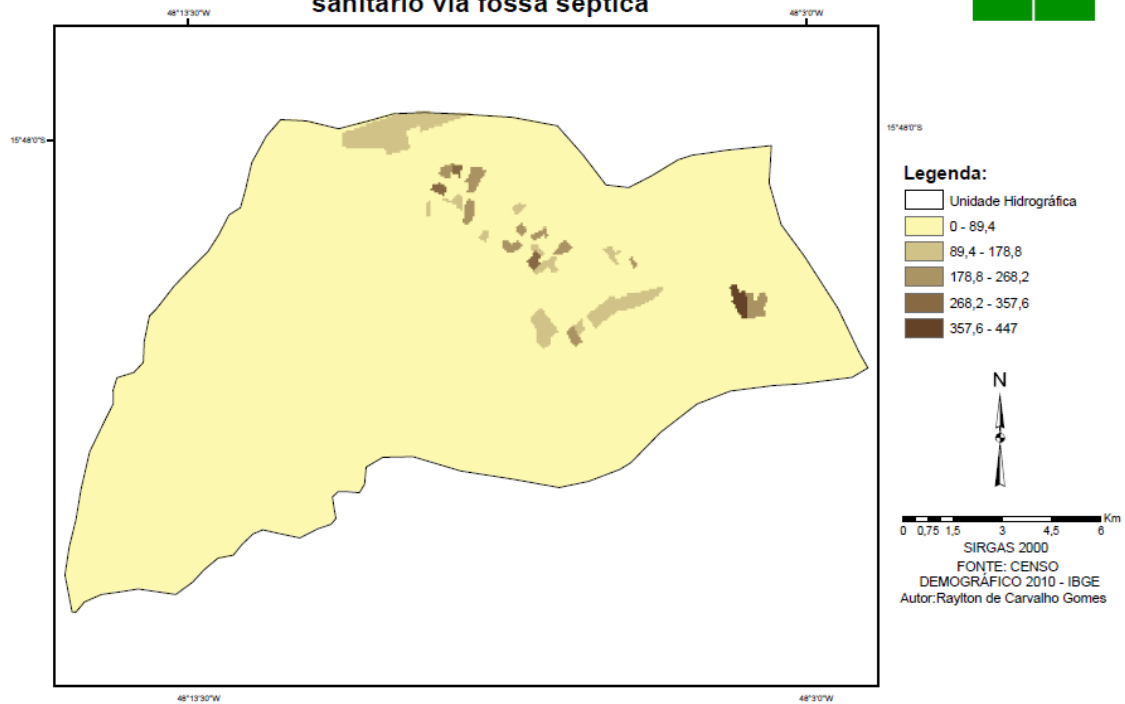 sanitário via fossa séptica
48°13'30"W
48°3'0"W
15°48'0"S
15°48'0"S
Legenda:
Unidade Hidrográfica
0 - 89,4
89,4 - 178,8
178,8 - 268,2
268,2 - 357,6
357,6 - 447
N
Km
0 0,75 1,5 3 4,5 6
SIRGAS 2000
FONTE: CENSO
DEMOGRÁFICO 2010 - IBGE
Autor:Raylton de Carvalho Gomes
48°13'30"W
48°3'0"W